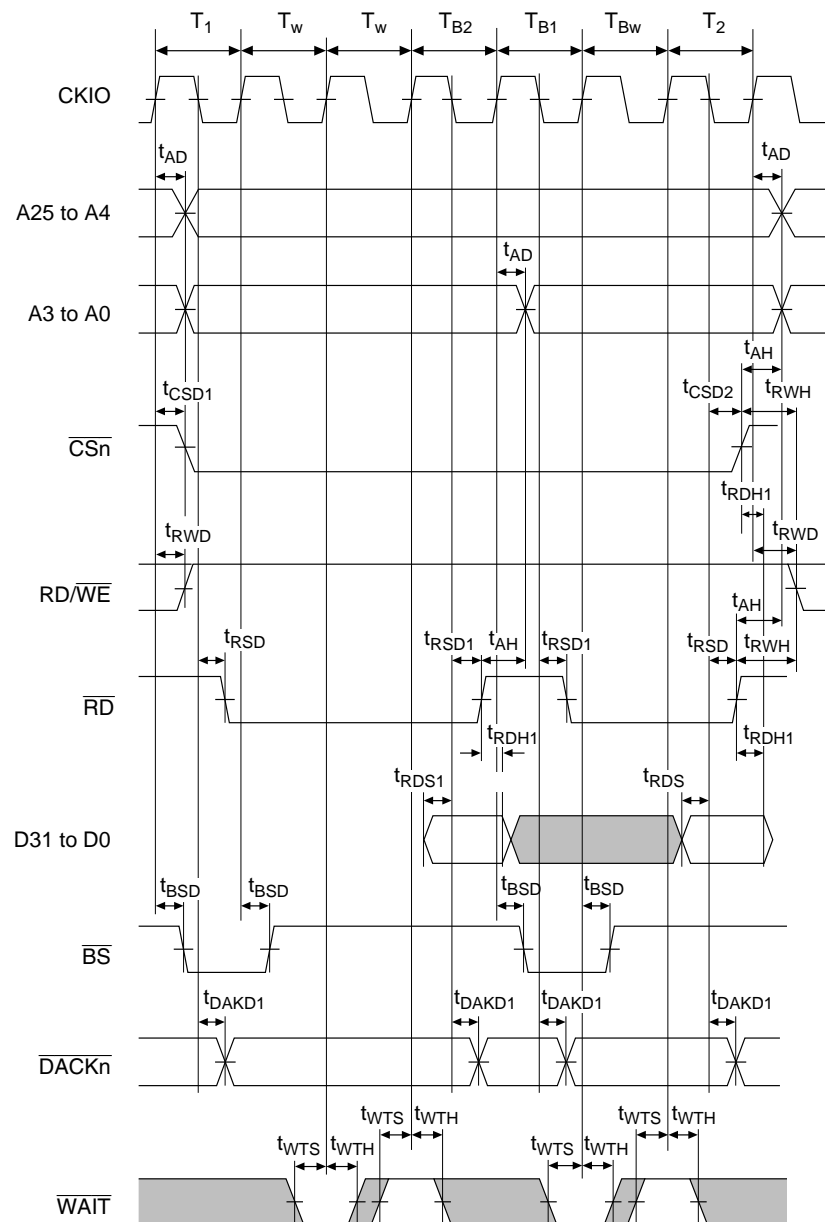 T1 Tw Tw TB2 TB1 TBw T2
CKIO
tAD tAD
A25 to A4
tAD
A3 to A0
tAH
tCSD1 tCSD2 tRWH
CSn
tRDH1
tRWD tRWD
RD/WE
tAH
tRSD tRSD1 tAH tRSD1 tRSD tRWH
RD
tRDH1 tRDH1
tRDS1 tRDS
D31 to D0
tBSD tBSD tBSD tBSD
BS
tDAKD1 tDAKD1 tDAKD1 tDAKD1
DACKn
tWTS tWTH tWTS tWTH
tWTS tWTH tWTS tWTH
WAIT